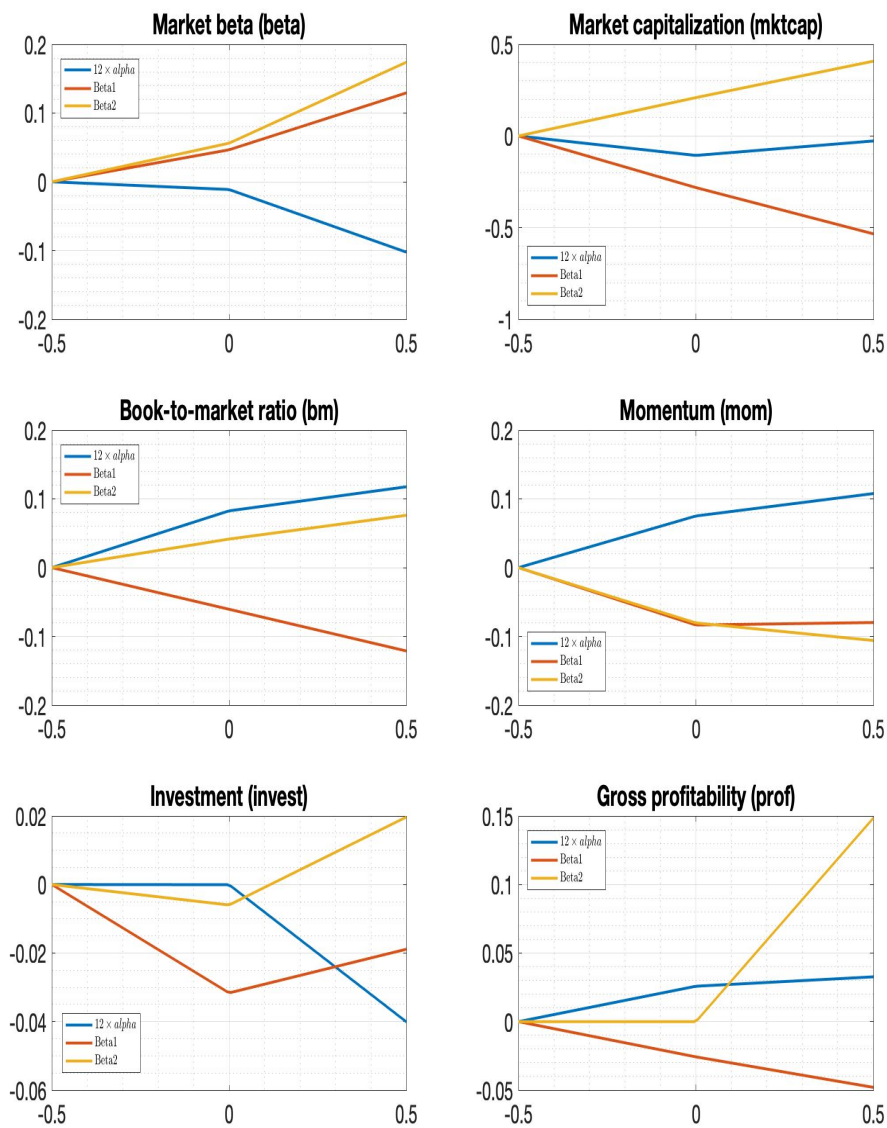 Market beta (beta)
0.2
0.1
0
-0.1
-0.2
12 × alpha
Beta1
Beta2
-0.5 0 0.5
Market capitalization (mktcap)
0.5
0
-0.5
-1
12 × alpha
Beta1
Beta2
-0.5 0 0.5
Book-to-market ratio (bm)
0.2
0.1
0
-0.1
-0.2
12 × alpha
Beta1
Beta2
-0.5 0 0.5
Momentum (mom)
0.2
0.1
0
-0.1
-0.2
12 × alpha
Beta1
Beta2
-0.5 0 0.5
Investment (invest)
0.02
0
-0.02
-0.04
-0.06
12 × alpha
Beta1
Beta2
-0.5 0 0.5
Gross profitability (prof)
0.15
0.1
0.05
0
-0.05
12 × alpha
Beta1
Beta2
-0.5 0 0.5